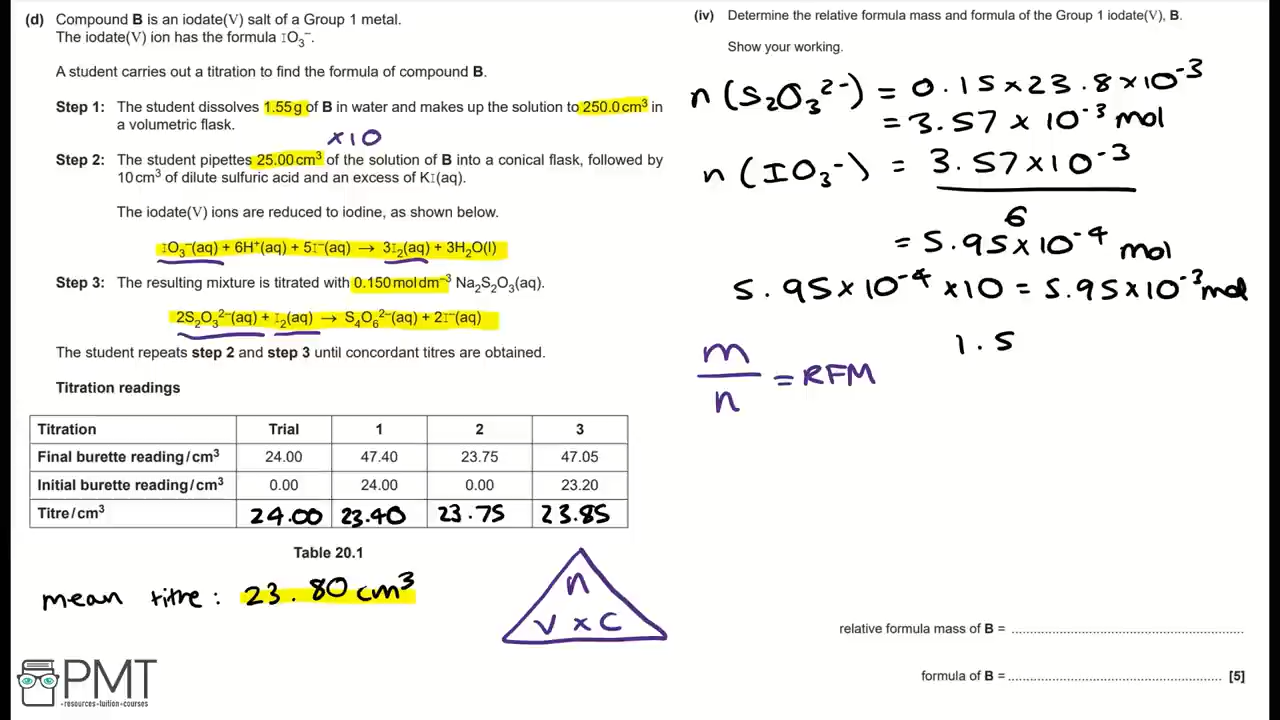 (d) Compound B is an iodate(V) salt of a Group 1 metal.
The iodate(V) ion has the formula IO₃⁻.
A student carries out a titration to find the formula of compound B.
Step 1: The student dissolves 1.55 g of B in water and makes up the solution to 250.0 cm³ in
a volumetric flask.
×10
Step 2: The student pipettes 25.00 cm³ of the solution of B into a conical flask, followed by
10 cm³ of dilute sulfuric acid and an excess of KI(aq).
The iodate(V) ions are reduced to iodine, as shown below.
IO₃⁻(aq) + 6H⁺(aq) + 5I⁻(aq) → 3I₂(aq) + 3H₂O(l)
Step 3: The resulting mixture is titrated with 0.150 mol dm⁻³ Na₂S₂O₃(aq).
2S₂O₃²⁻(aq) + I₂(aq) → S₄O₆²⁻(aq) + 2I⁻(aq)
The student repeats step 2 and step 3 until concordant titres are obtained.
Titration readings
Titration Trial 1 2 3
Final burette reading/cm³ 24.00 47.40 23.75 47.05
Initial burette reading/cm³ 0.00 24.00 0.00 23.20
Titre/cm³ 24.00 23.40 23.75 23.85
Table 20.1
mean titre: 23.80 cm³
n
V × C
PMT
•resources•tuition•courses
(iv) Determine the relative formula mass and formula of the Group 1 iodate(V), B.
Show your working.
n(S₂O₃²⁻) = 0.15×23.8×10⁻³
= 3.57 × 10⁻³ mol
n(IO₃⁻) = 3.57×10⁻³
6
= 5.95×10⁻⁴ mol
5.95×10⁻⁴ ×10 = 5.95×10⁻³ mol
1.5
m
n
= RFM
relative formula mass of B = ..........................................................
formula of B = ...................................................... [5]